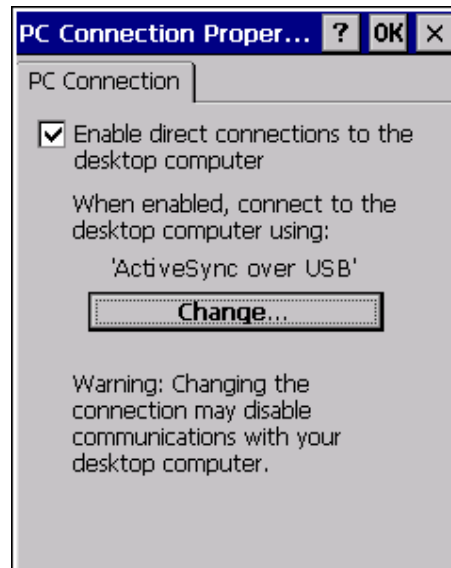 PC Connection Proper... ? OK ×
PC Connection
Enable direct connections to the
desktop computer
When enabled, connect to the
desktop computer using:
'ActiveSync over USB'
Change...
Warning: Changing the
connection may disable
communications with your
desktop computer.